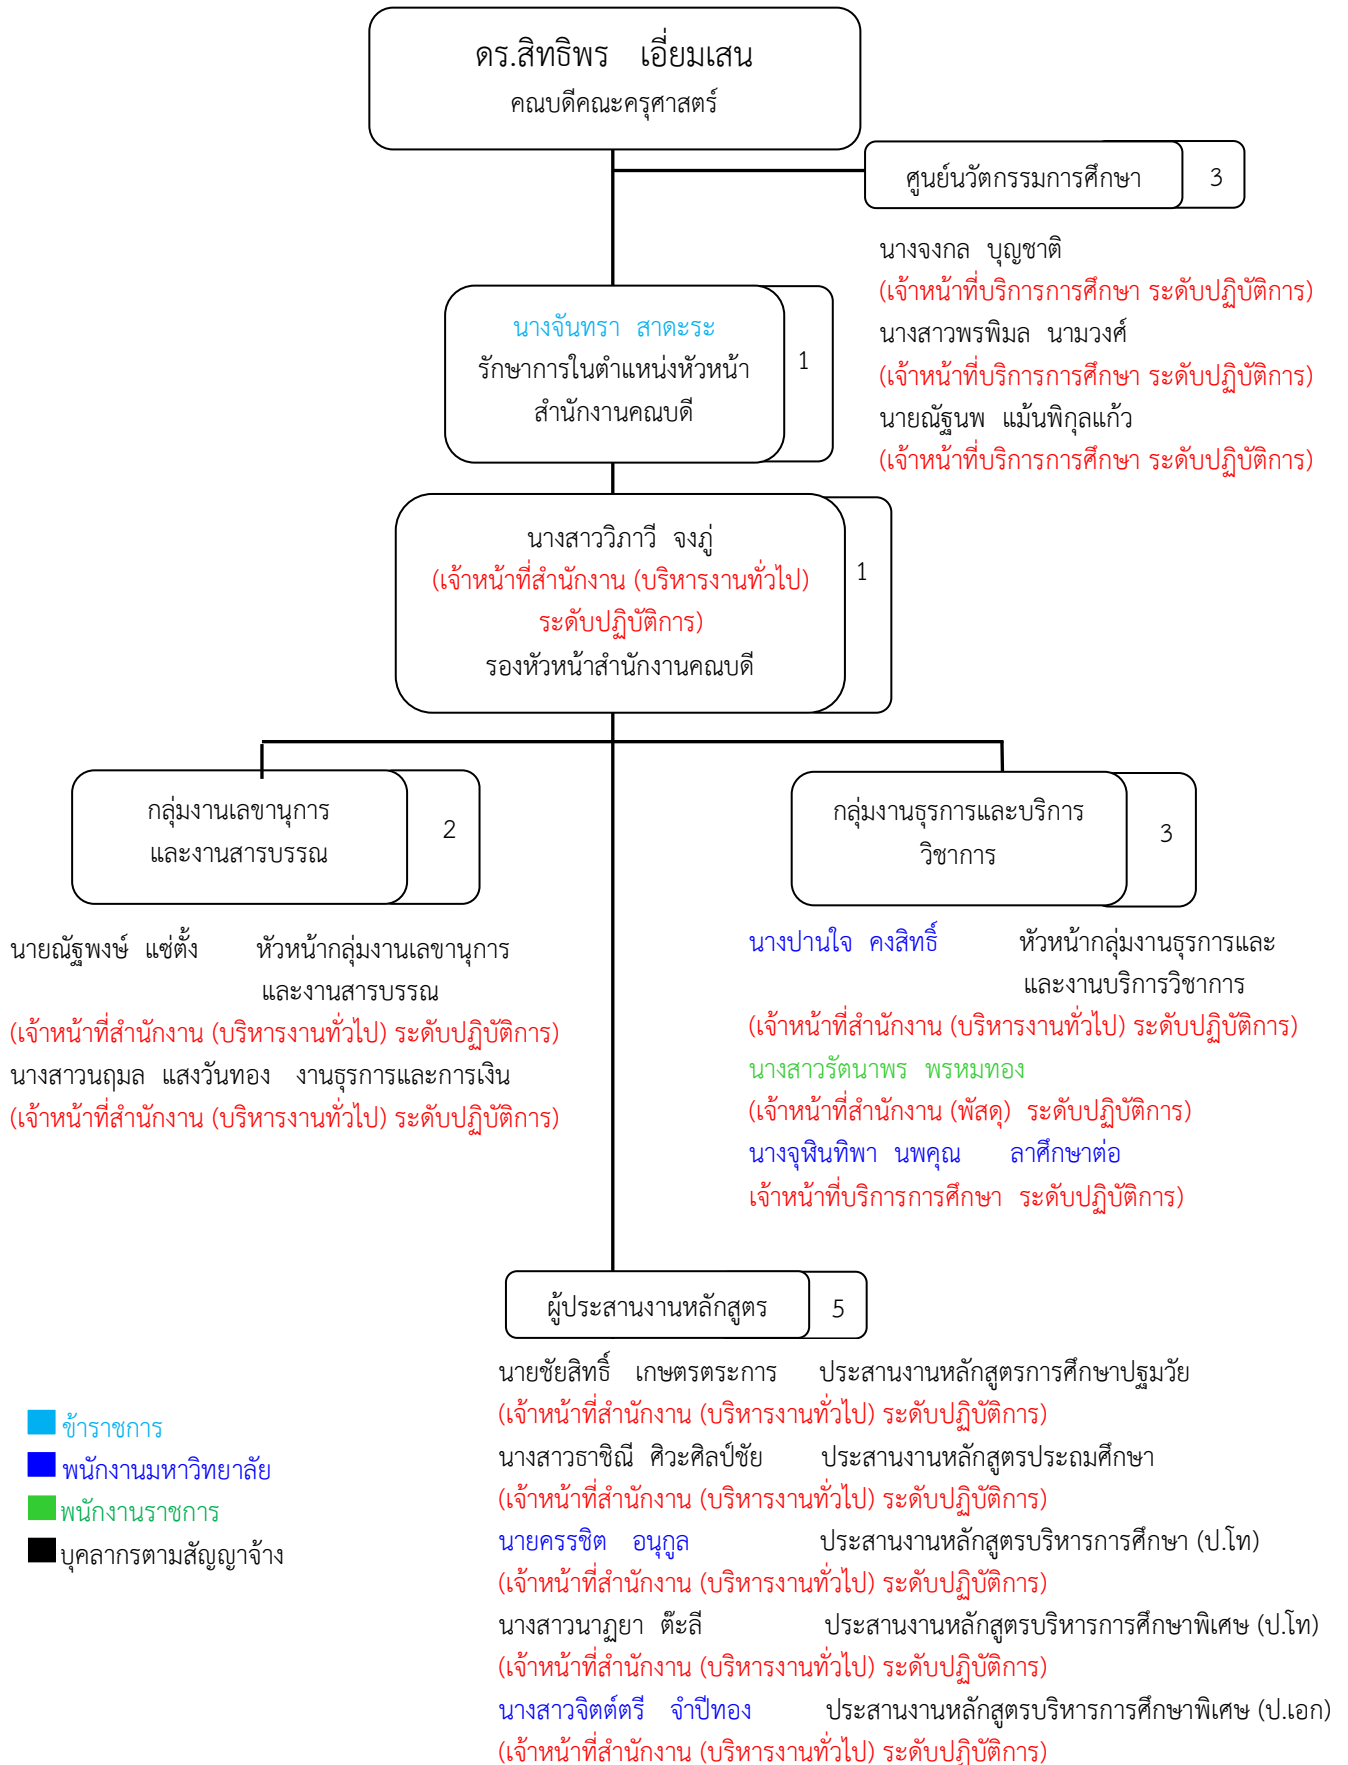 ดร.สิทธิพร เอี่ยมเสน
คณบดีคณะครุศาสตร์
ศูนย์นวัตกรรมการศึกษา 3
นางจงกล บุญชาติ
(เจ้าหน้าที่บริการการศึกษา ระดับปฏิบัติการ)
นางสาวพรพิมล นามวงศ์
(เจ้าหน้าที่บริการการศึกษา ระดับปฏิบัติการ)
นายณัฐนพ แม้นพิกุลแก้ว
(เจ้าหน้าที่บริการการศึกษา ระดับปฏิบัติการ)
นางจันทรา สาดะระ
รักษาการในตำแหน่งหัวหน้า
สำนักงานคณบดี
1
นางสาววิภาวี จงภู่
(เจ้าหน้าที่สำนักงาน (บริหารงานทั่วไป)
ระดับปฏิบัติการ)
รองหัวหน้าสำนักงานคณบดี
1
กลุ่มงานเลขานุการ
และงานสารบรรณ
2
นายณัฐพงษ์ แซ่ตั้ง หัวหน้ากลุ่มงานเลขานุการ
และงานสารบรรณ
(เจ้าหน้าที่สำนักงาน (บริหารงานทั่วไป) ระดับปฏิบัติการ)
นางสาวนฤมล แสงวันทอง งานธุรการและการเงิน
(เจ้าหน้าที่สำนักงาน (บริหารงานทั่วไป) ระดับปฏิบัติการ)
กลุ่มงานธุรการและบริการ
วิชาการ
3
นางปานใจ คงสิทธิ์ หัวหน้ากลุ่มงานธุรการและ
และงานบริการวิชาการ
(เจ้าหน้าที่สำนักงาน (บริหารงานทั่วไป) ระดับปฏิบัติการ)
นางสาวรัตนาพร พรหมทอง
(เจ้าหน้าที่สำนักงาน (พัสดุ) ระดับปฏิบัติการ)
นางจุฬินทิพา นพคุณ ลาศึกษาต่อ
เจ้าหน้าที่บริการการศึกษา ระดับปฏิบัติการ)
ผู้ประสานงานหลักสูตร 5
นายชัยสิทธิ์ เกษตรตระการ ประสานงานหลักสูตรการศึกษาปฐมวัย
(เจ้าหน้าที่สำนักงาน (บริหารงานทั่วไป) ระดับปฏิบัติการ)
นางสาวธาชิณี ศิวะศิลป์ชัย ประสานงานหลักสูตรประถมศึกษา
(เจ้าหน้าที่สำนักงาน (บริหารงานทั่วไป) ระดับปฏิบัติการ)
นายครรชิต อนุกูล ประสานงานหลักสูตรบริหารการศึกษา (ป.โท)
(เจ้าหน้าที่สำนักงาน (บริหารงานทั่วไป) ระดับปฏิบัติการ)
นางสาวนาฏยา ต๊ะลี ประสานงานหลักสูตรบริหารการศึกษาพิเศษ (ป.โท)
(เจ้าหน้าที่สำนักงาน (บริหารงานทั่วไป) ระดับปฏิบัติการ)
นางสาวจิตต์ตรี จำปีทอง ประสานงานหลักสูตรบริหารการศึกษาพิเศษ (ป.เอก)
(เจ้าหน้าที่สำนักงาน (บริหารงานทั่วไป) ระดับปฏิบัติการ)
ข้าราชการ
พนักงานมหาวิทยาลัย
พนักงานราชการ
บุคลากรตามสัญญาจ้าง